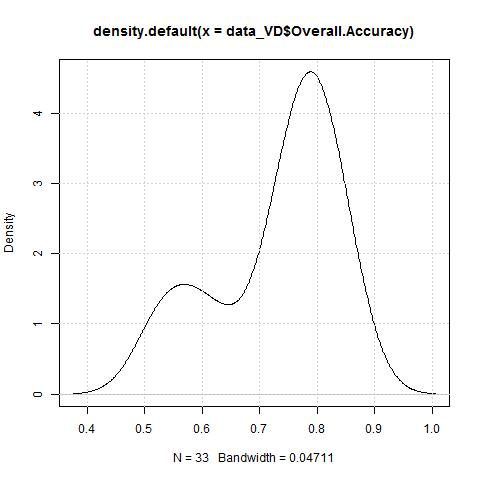 density.default(x = data_VD$Overall.Accuracy)
4
3
2
1
0
Density
0.4 0.5 0.6 0.7 0.8 0.9 1.0
N = 33 Bandwidth = 0.04711